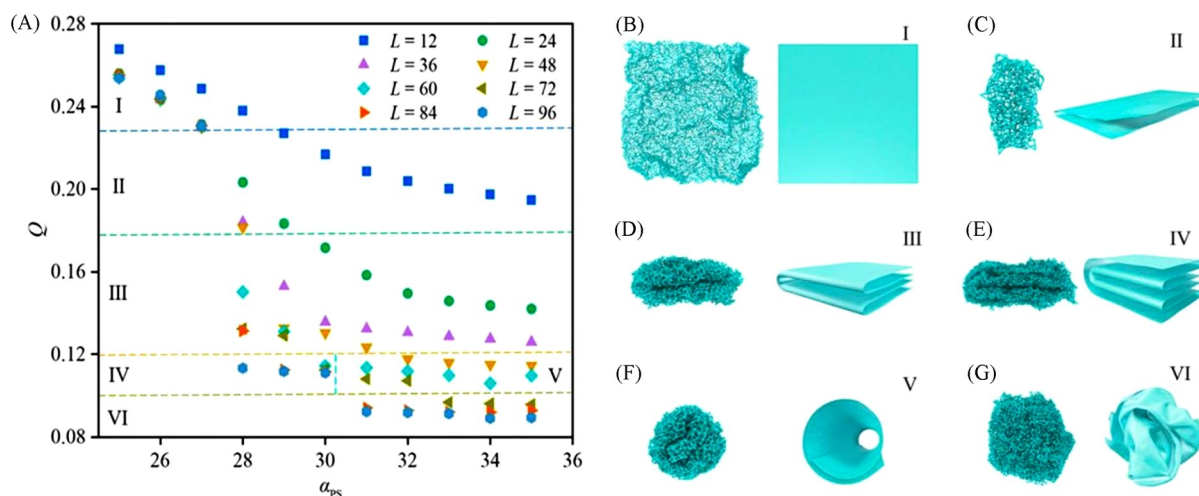 (A)
0.28
0.24
0.20
0.16
0.12
0.08
Q
L = 12 L = 24
L = 36 L = 48
L = 60 L = 72
L = 84 L = 96
I
II
III
IV V
VI
26 28 30 32 34 36
α_PS
(B) I
(C) II
(D) III
(E) IV
(F) V
(G) VI